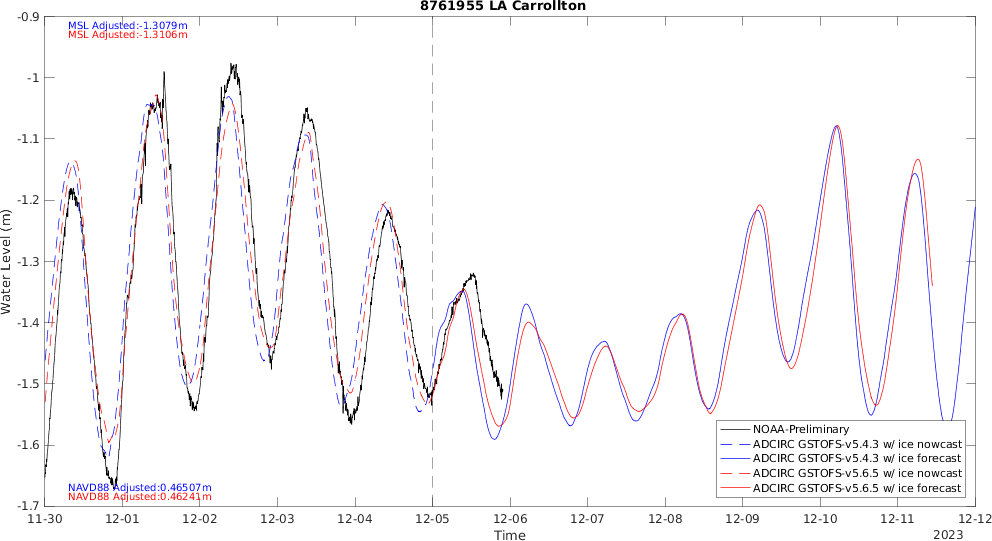 8761955 LA Carrollton
MSL Adjusted:-1.3079m
MSL Adjusted:-1.3106m
-0.9
-1
-1.1
-1.2
-1.3
-1.4
-1.5
-1.6
-1.7
Water Level (m)
NAVD88 Adjusted:0.46507m
NAVD88 Adjusted:0.46241m
NOAA-Preliminary
ADCIRC GSTOFS-v5.4.3 w/ ice nowcast
ADCIRC GSTOFS-v5.4.3 w/ ice forecast
ADCIRC GSTOFS-v5.6.5 w/ ice nowcast
ADCIRC GSTOFS-v5.6.5 w/ ice forecast
11-30 12-01 12-02 12-03 12-04 12-05 12-06 12-07 12-08 12-09 12-10 12-11 12-12
Time
2023